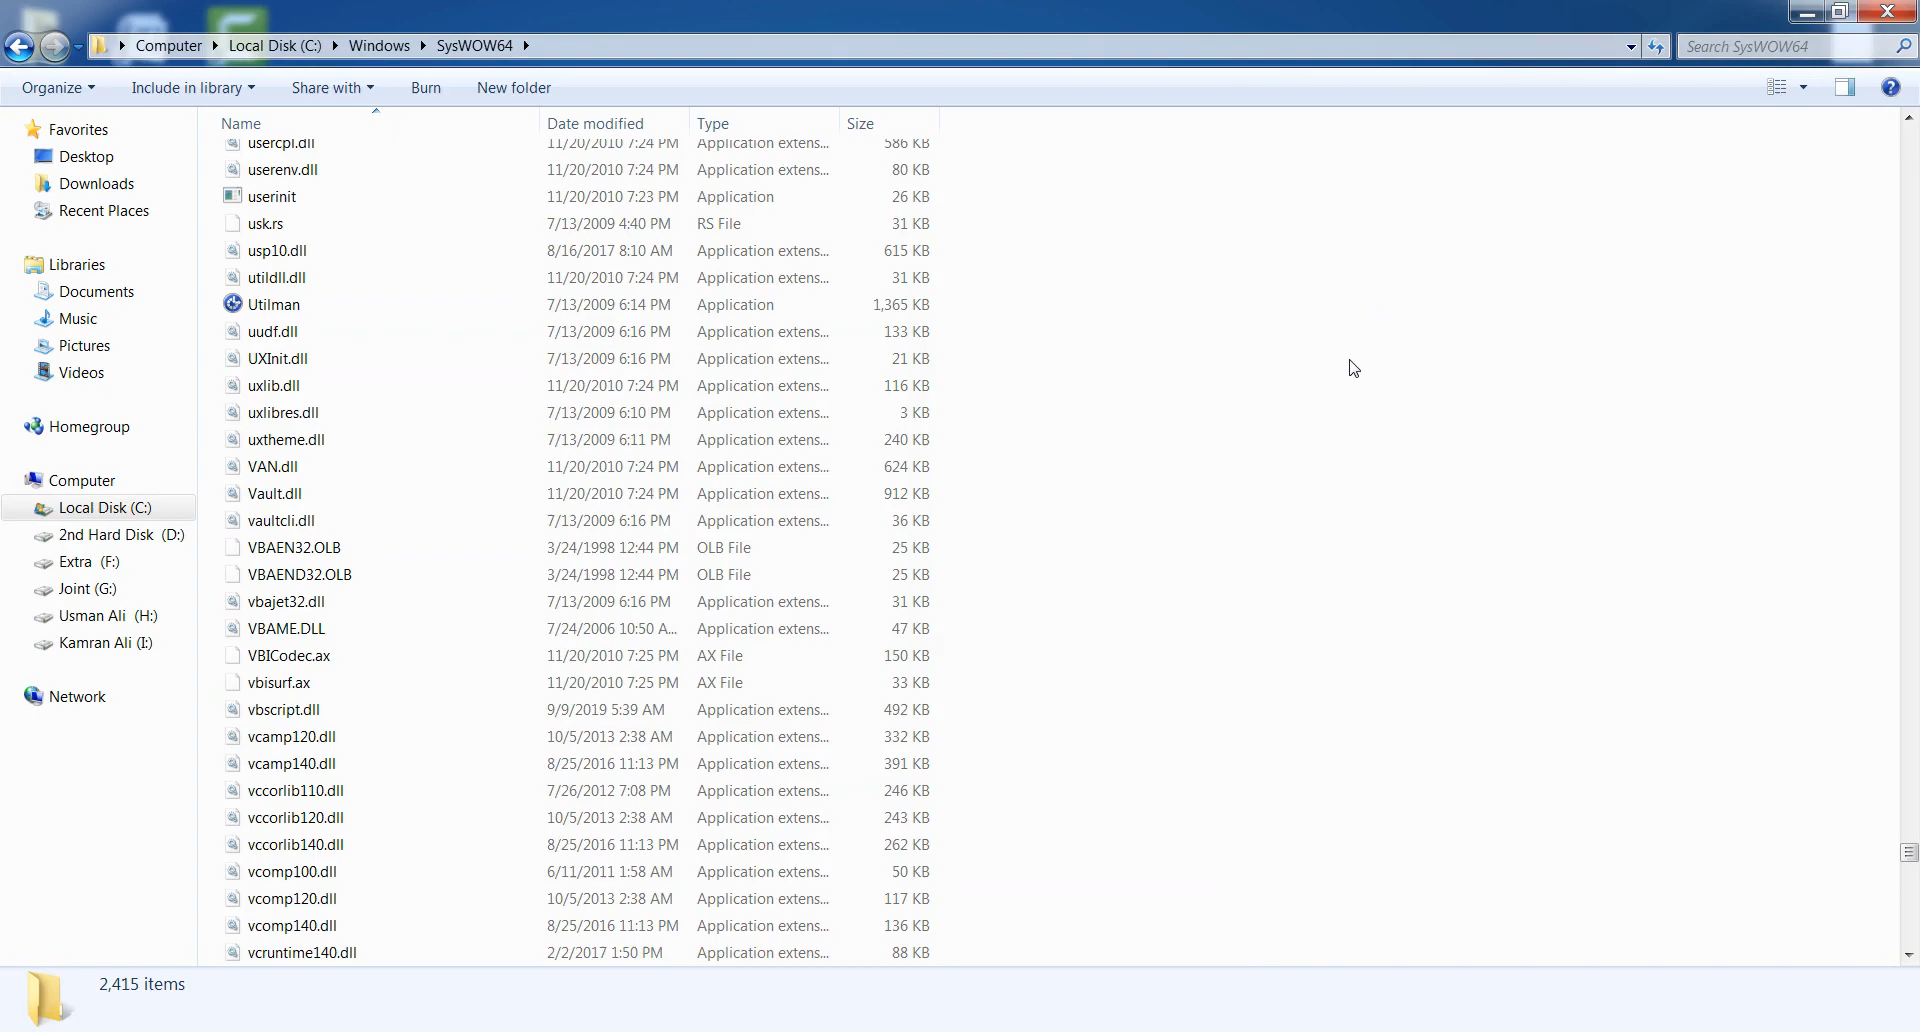 Computer Local Disk (C:) Windows SysWOW64
Search SysWOW64
Organize Include in library Share with Burn New folder
Favorites
Desktop
Downloads
Recent Places
Libraries
Documents
Music
Pictures
Videos
Homegroup
Computer
Local Disk (C:)
2nd Hard Disk (D:)
Extra (F:)
Joint (G:)
Usman Ali (H:)
Kamran Ali (I:)
Network
Name Date modified Type Size
usercpl.dll 11/20/2010 7:24 PM Application extens... 586 KB
userenv.dll 11/20/2010 7:24 PM Application extens... 80 KB
userinit 11/20/2010 7:23 PM Application 26 KB
usk.rs 7/13/2009 4:40 PM RS File 31 KB
usp10.dll 8/16/2017 8:10 AM Application extens... 615 KB
utildll.dll 11/20/2010 7:24 PM Application extens... 31 KB
Utilman 7/13/2009 6:14 PM Application 1,365 KB
uudf.dll 7/13/2009 6:16 PM Application extens... 133 KB
UXInit.dll 7/13/2009 6:16 PM Application extens... 21 KB
uxlib.dll 11/20/2010 7:24 PM Application extens... 116 KB
uxlibres.dll 7/13/2009 6:10 PM Application extens... 3 KB
uxtheme.dll 7/13/2009 6:11 PM Application extens... 240 KB
VAN.dll 11/20/2010 7:24 PM Application extens... 624 KB
Vault.dll 11/20/2010 7:24 PM Application extens... 912 KB
vaultcli.dll 7/13/2009 6:16 PM Application extens... 36 KB
VBAEN32.OLB 3/24/1998 12:44 PM OLB File 25 KB
VBAEND32.OLB 3/24/1998 12:44 PM OLB File 25 KB
vbajet32.dll 7/13/2009 6:16 PM Application extens... 31 KB
VBAME.DLL 7/24/2006 10:50 A... Application extens... 47 KB
VBICodec.ax 11/20/2010 7:25 PM AX File 150 KB
vbisurf.ax 11/20/2010 7:25 PM AX File 33 KB
vbscript.dll 9/9/2019 5:39 AM Application extens... 492 KB
vcamp120.dll 10/5/2013 2:38 AM Application extens... 332 KB
vcamp140.dll 8/25/2016 11:13 PM Application extens... 391 KB
vccorlib110.dll 7/26/2012 7:08 PM Application extens... 246 KB
vccorlib120.dll 10/5/2013 2:38 AM Application extens... 243 KB
vccorlib140.dll 8/25/2016 11:13 PM Application extens... 262 KB
vcomp100.dll 6/11/2011 1:58 AM Application extens... 50 KB
vcomp120.dll 10/5/2013 2:38 AM Application extens... 117 KB
vcomp140.dll 8/25/2016 11:13 PM Application extens... 136 KB
vcruntime140.dll 2/2/2017 1:50 PM Application extens... 88 KB
2,415 items